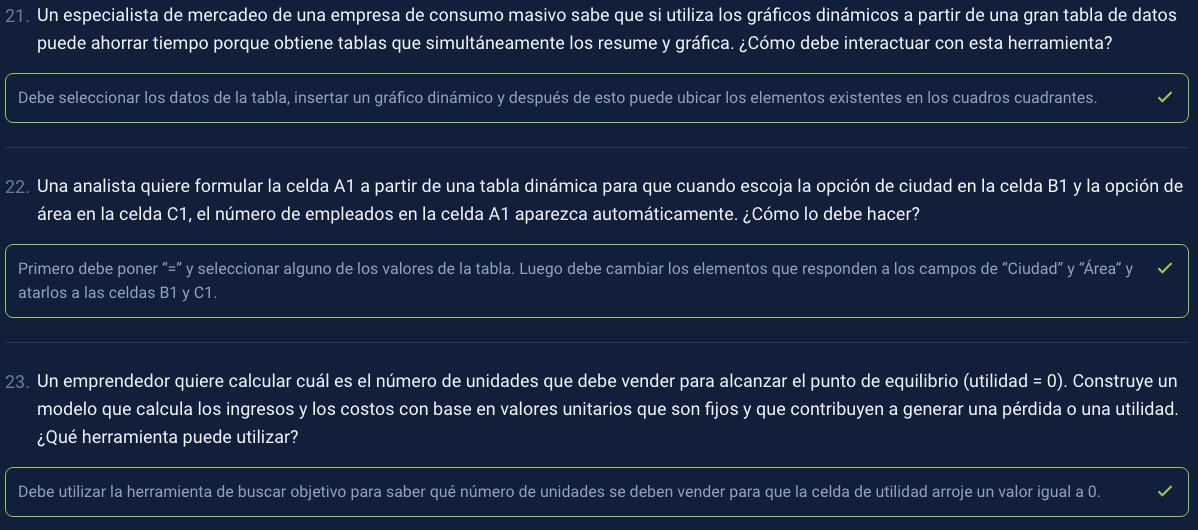 21. Un especialista de mercadeo de una empresa de consumo masivo sabe que si utiliza los gráficos dinámicos a partir de una gran tabla de datos
puede ahorrar tiempo porque obtiene tablas que simultáneamente los resume y gráfica. ¿Cómo debe interactuar con esta herramienta?
Debe seleccionar los datos de la tabla, insertar un gráfico dinámico y después de esto puede ubicar los elementos existentes en los cuadros cuadrantes.
22. Una analista quiere formular la celda A1 a partir de una tabla dinámica para que cuando escoja la opción de ciudad en la celda B1 y la opción de
área en la celda C1, el número de empleados en la celda A1 aparezca automáticamente. ¿Cómo lo debe hacer?
Primero debe poner “=” y seleccionar alguno de los valores de la tabla. Luego debe cambiar los elementos que responden a los campos de “Ciudad” y “Área” y
atarlos a las celdas B1 y C1.
23. Un emprendedor quiere calcular cuál es el número de unidades que debe vender para alcanzar el punto de equilibrio (utilidad = 0). Construye un
modelo que calcula los ingresos y los costos con base en valores unitarios que son fijos y que contribuyen a generar una pérdida o una utilidad.
¿Qué herramienta puede utilizar?
Debe utilizar la herramienta de buscar objetivo para saber qué número de unidades se deben vender para que la celda de utilidad arroje un valor igual a 0.